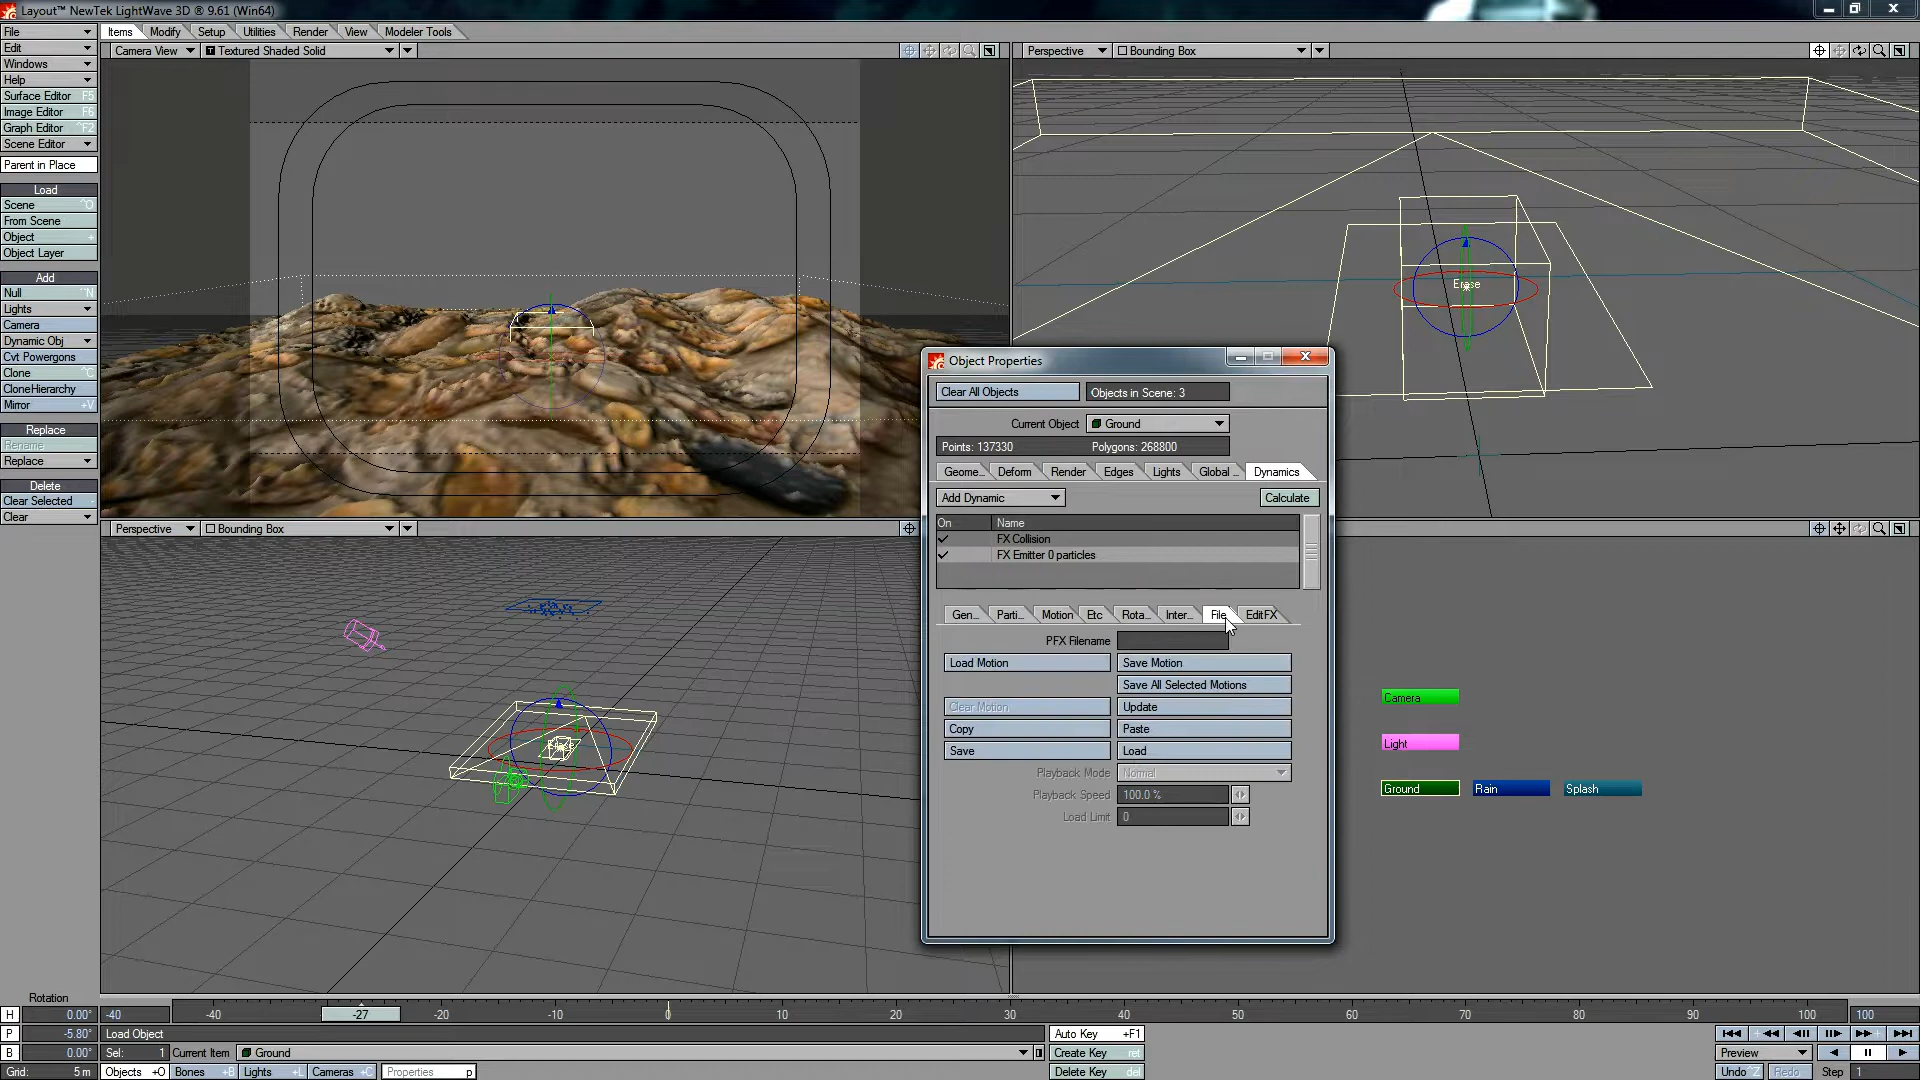 Layout™ NewTek LightWave 3D ® 9.61 (Win64)
File
Items Modify Setup Utilities Render View Modeler Tools
Edit
Camera View Textured Shaded Solid
Perspective Bounding Box
Windows
Help
Surface Editor F5
Image Editor F6
Graph Editor ^F2
Scene Editor
Parent in Place
Load
Scene ^O
From Scene
Object +
Object Layer
Add
Null ^N
Lights
Camera
Dynamic Obj
Cvt Powergons
Clone ^C
CloneHierarchy
Mirror +V
Replace
Rename
Replace
Delete
Clear Selected -
Clear
Erase
Object Properties
Clear All Objects Objects in Scene: 3
Current Object Ground
Points: 137330 Polygons: 268800
Geome... Deform Render Edges Lights Global ... Dynamics
Add Dynamic Calculate
On Name
FX Collision
FX Emitter 0 particles
Gen... Parti... Motion Etc Rota... Inter... File EditFX
PFX Filename
Load Motion Save Motion
Save All Selected Motions
Clear Motion Update
Copy Paste
Save Load
Playback Mode Normal
Playback Speed 100.0 %
Load Limit 0
Perspective Bounding Box
Camera
Light
Ground Rain Splash
Rotation
H 0.00° -40 -40 -27 -20 -10 0 10 20 30 40 50 60 70 80 90 100 100
P -5.80° Load Object Auto Key +F1
B 0.00° Sel: 1 Current Item Ground Create Key ret Preview
Grid: 5 m Objects +O Bones +B Lights +L Cameras +C Properties p Delete Key del Undo ^Z Redo Step 1